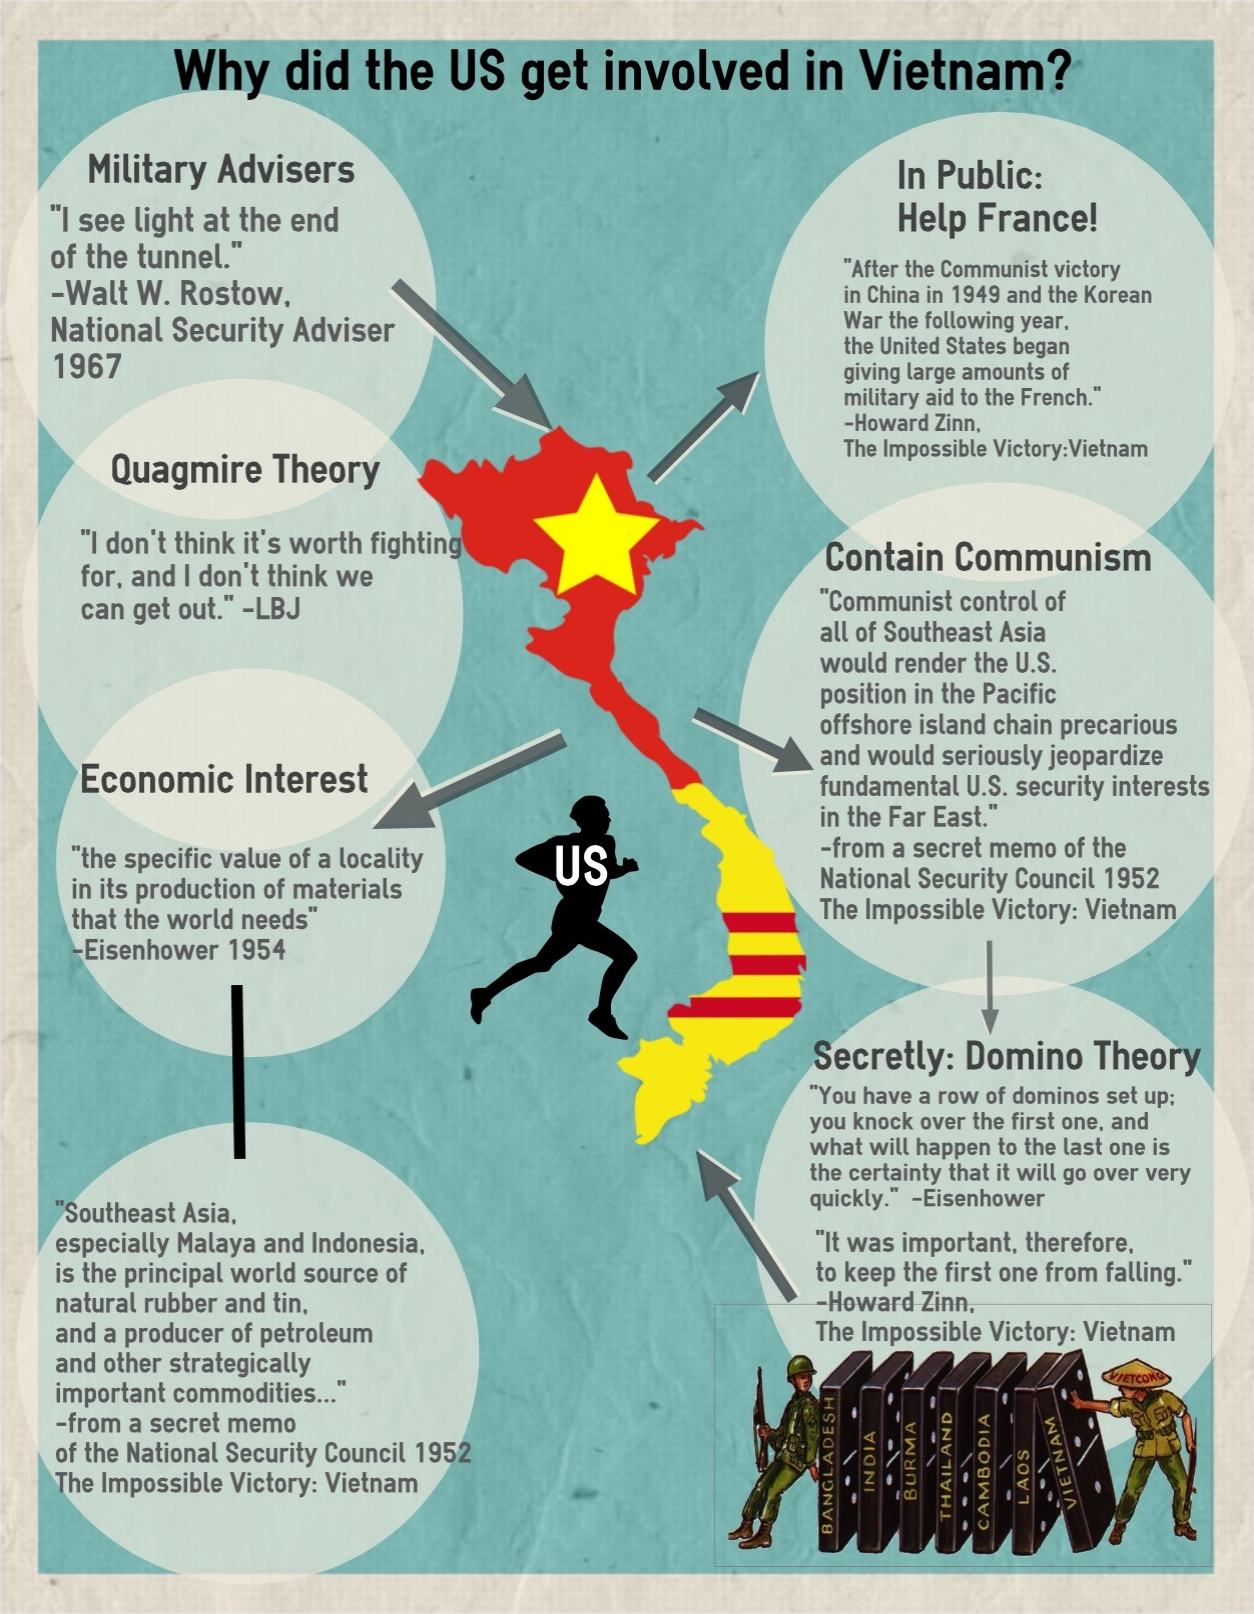 Why did the US get involved in Vietnam?
Military Advisers
"I see light at the end
of the tunnel."
-Walt W. Rostow,
National Security Adviser
1967
Quagmire Theory
"I don't think it's worth fighting
for, and I don't think we
can get out." -LBJ
Economic Interest
"the specific value of a locality
in its production of materials
that the world needs"
-Eisenhower 1954
"Southeast Asia,
especially Malaya and Indonesia,
is the principal world source of
natural rubber and tin,
and a producer of petroleum
and other strategically
important commodities..."
-from a secret memo
of the National Security Council 1952
The Impossible Victory: Vietnam
US
In Public:
Help France!
"After the Communist victory
in China in 1949 and the Korean
War the following year,
the United States began
giving large amounts of
military aid to the French."
-Howard Zinn,
The Impossible Victory:Vietnam
Contain Communism
"Communist control of
all of Southeast Asia
would render the U.S.
position in the Pacific
offshore island chain precarious
and would seriously jeopardize
fundamental U.S. security interests
in the Far East."
-from a secret memo of the
National Security Council 1952
The Impossible Victory: Vietnam
Secretly: Domino Theory
"You have a row of dominos set up;
you knock over the first one, and
what will happen to the last one is
the certainty that it will go over very
quickly." -Eisenhower
"It was important, therefore,
to keep the first one from falling."
-Howard Zinn,
The Impossible Victory: Vietnam
BANGLADESH
INDIA
BURMA
THAILAND
CAMBODIA
LAOS
VIETNAM
VIETCONG